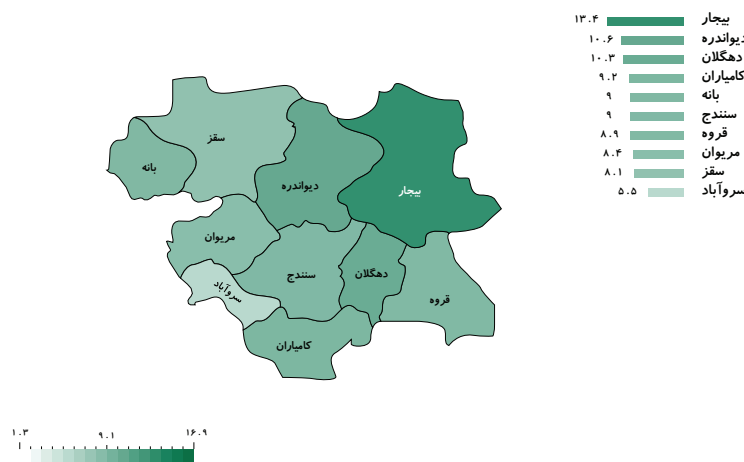 بیجار ۱۳.۴
دیواندره ۱۰.۶
دهگلان ۱۰.۳
کامیاران ۹.۲
بانه ۹
سنندج ۹
قروه ۸.۹
مریوان ۸.۴
سقز ۸.۱
سروآباد ۵.۵
سقز
بانه
دیواندره
بیجار
مریوان
سنندج
دهگلان
سروآباد
قروه
کامیاران
۱.۳ ۹.۱ ۱۶.۹